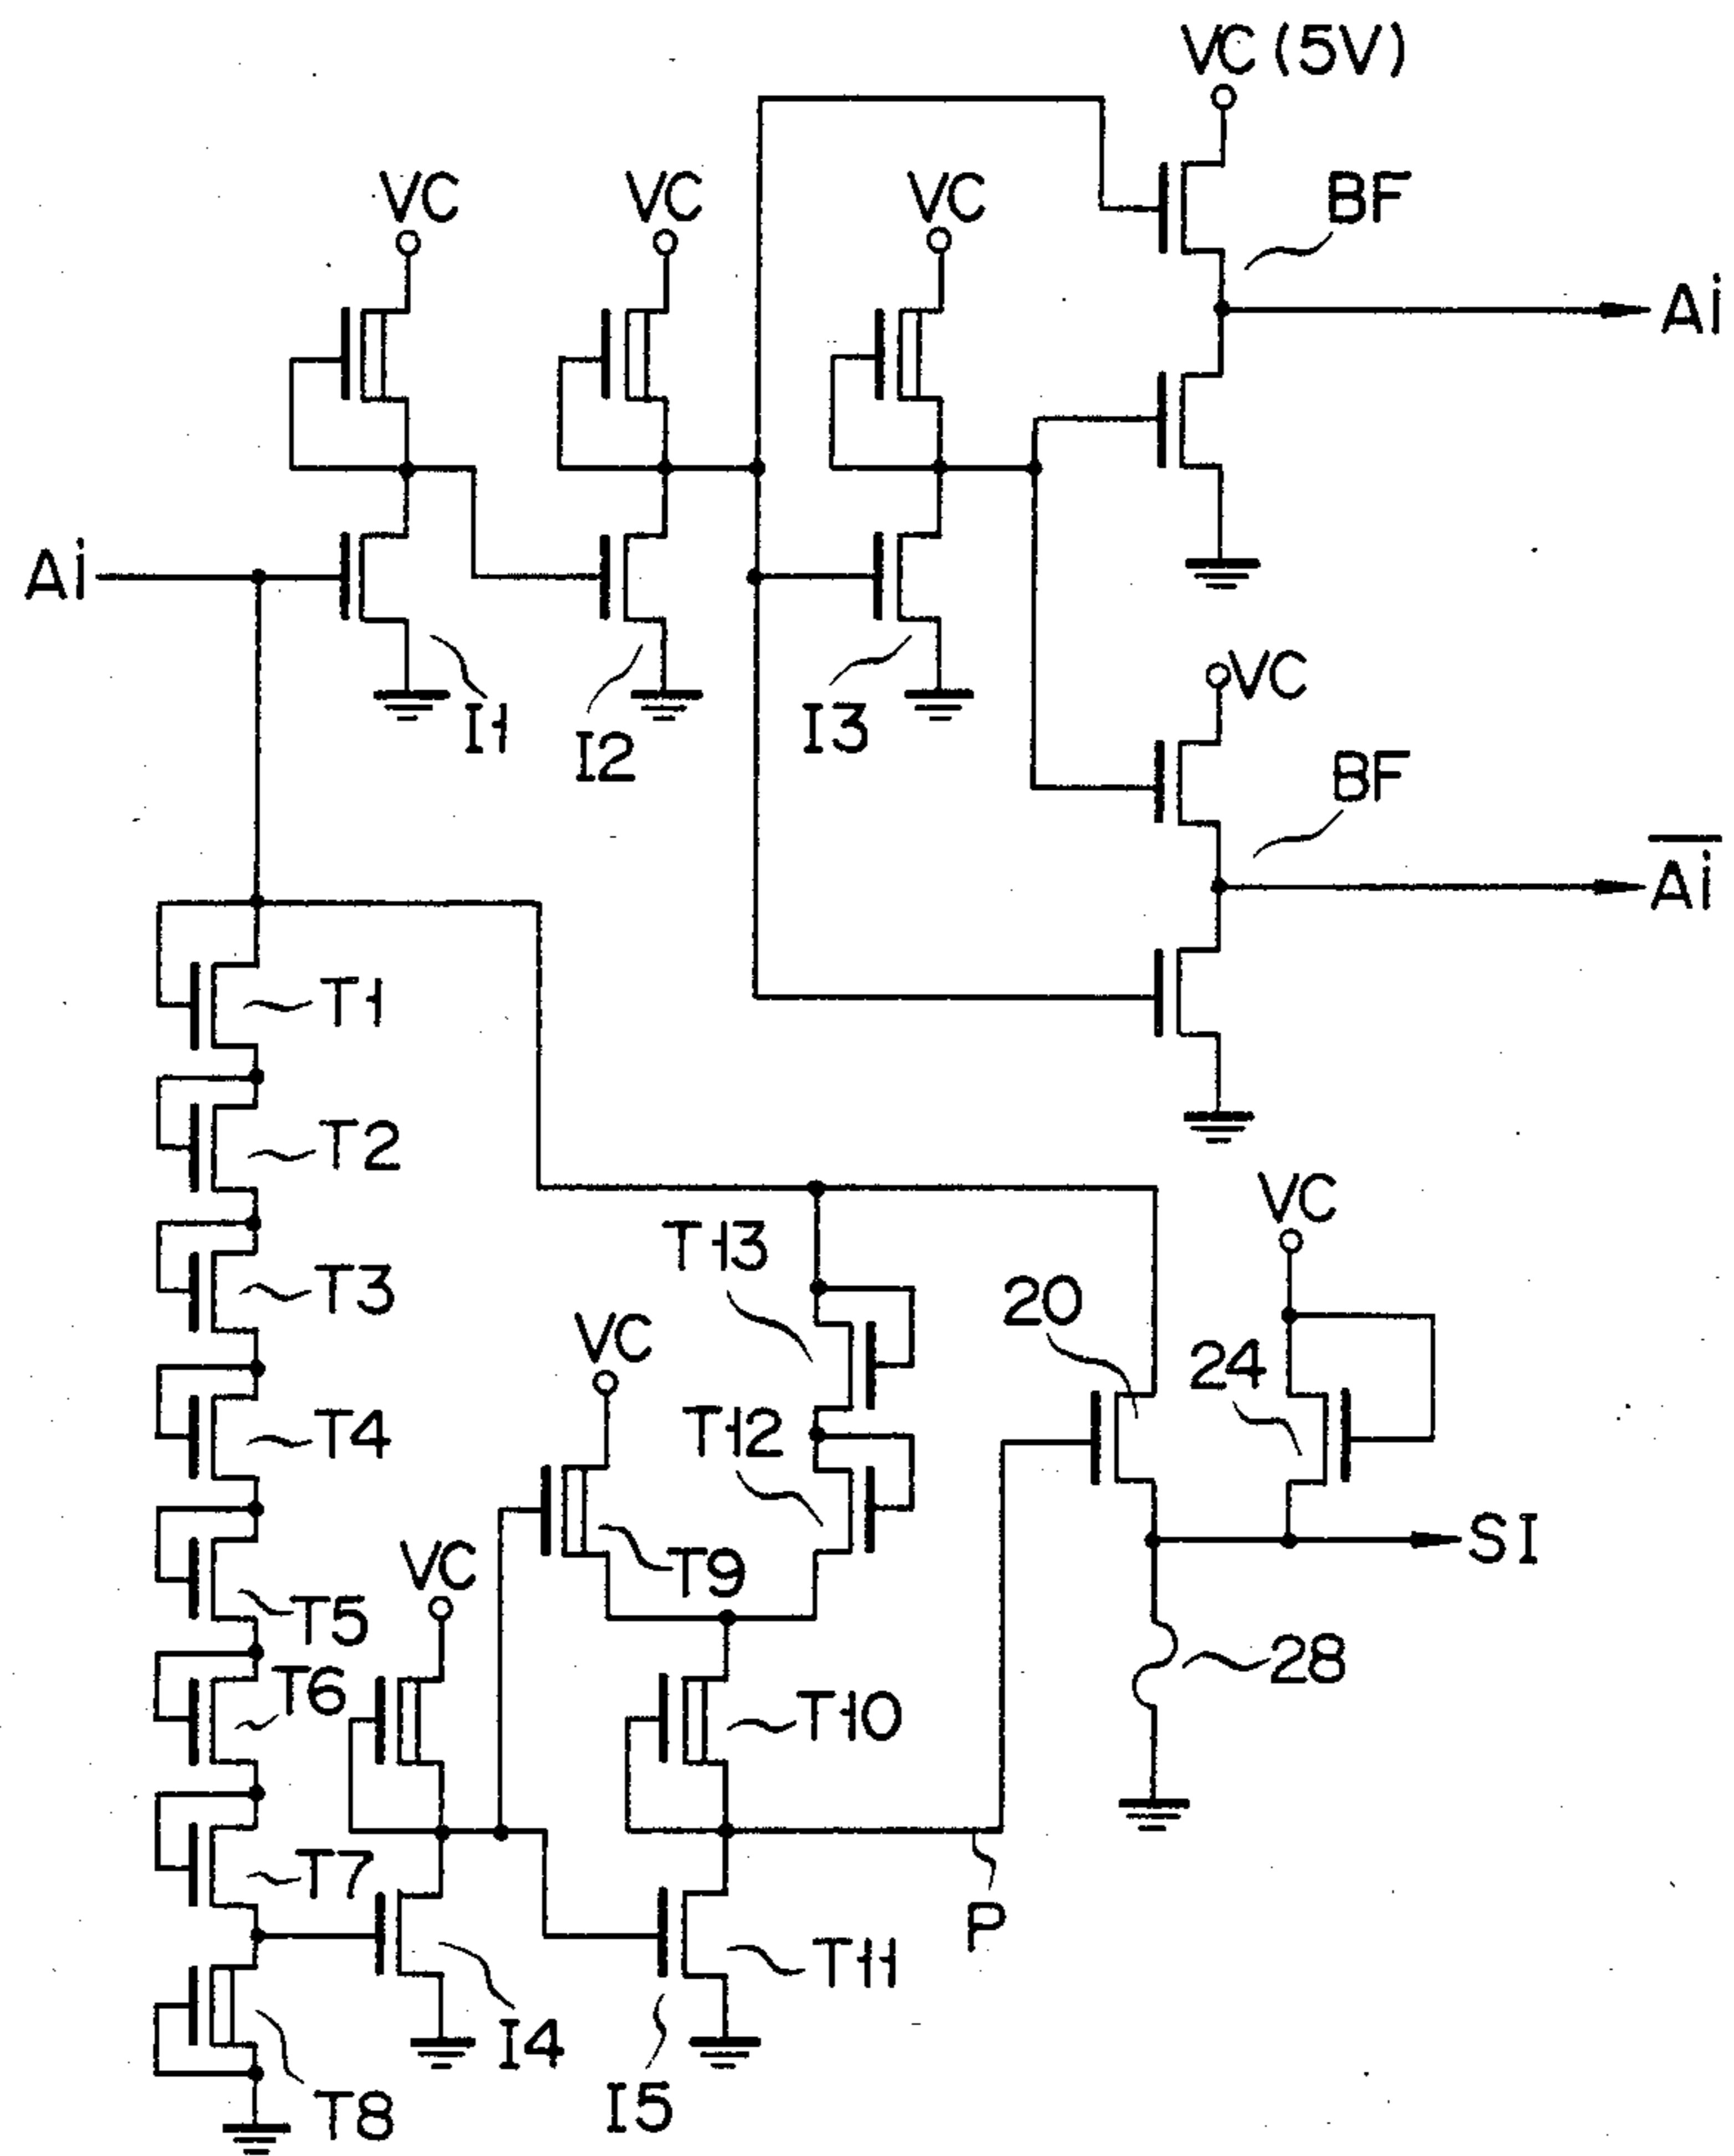 VC (5V)
VC
VC
VC
BF
Ai
Ai
I1
I2
I3
VC
BF
A̅i̅
T1
T2
T3
T4
T5
T6
T7
T8
T13
T12
VC
T9
VC
T10
T11
I4
I5
P
20
24
VC
SI
28